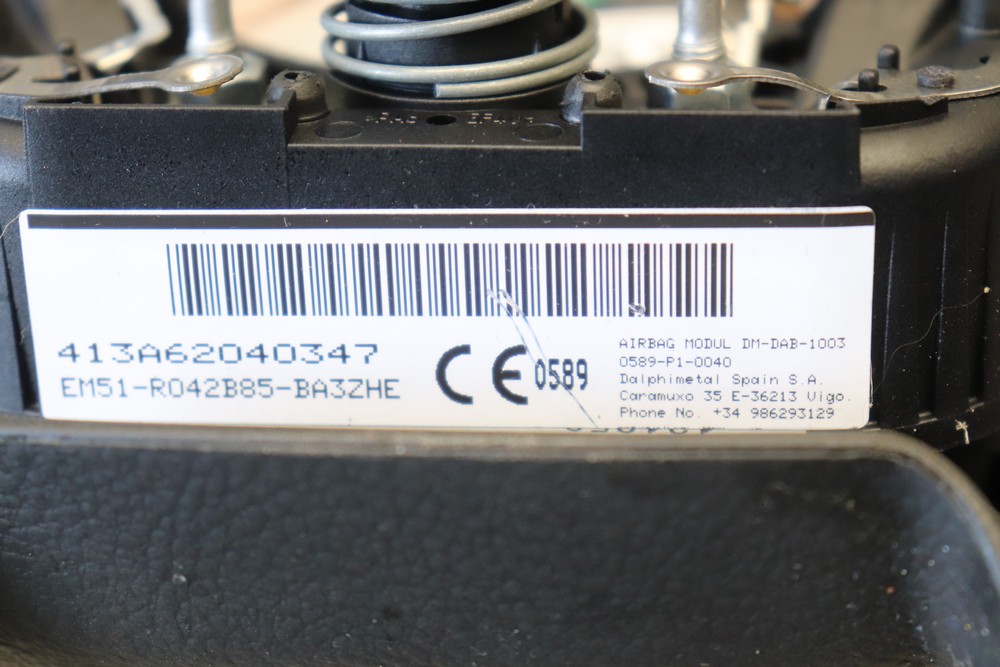 413A62040347
EM51-R042B85-BA3ZHE
CE 0589
AIRBAG MODUL DM-DAB-1003
0589-P1-0040
Dalphimetal Spain S.A.
Caramuxo 35 E-36213 Vigo.
Phone No. +34 986293129